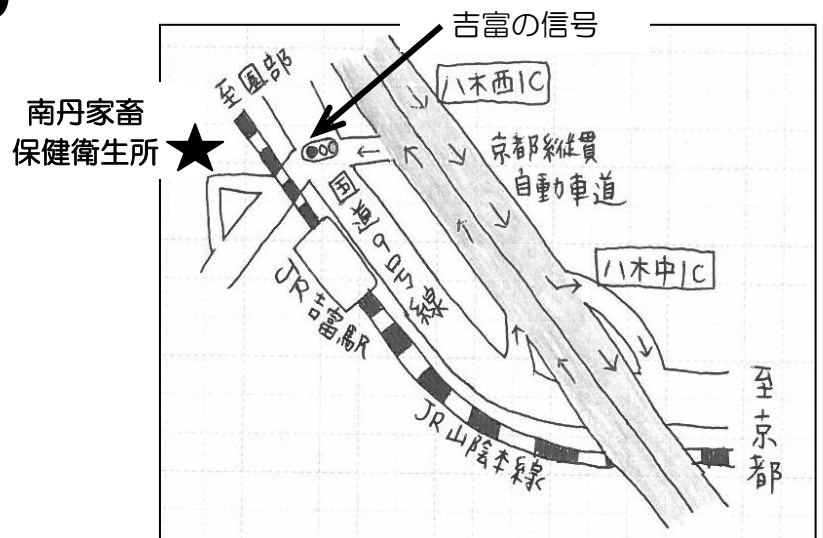 吉富の信号
至園部
八木西IC
南丹家畜
保健衛生所
京都縦貫
自動車道
国道9号線
八木中IC
JR吉富駅
JR山陰本線
至京都